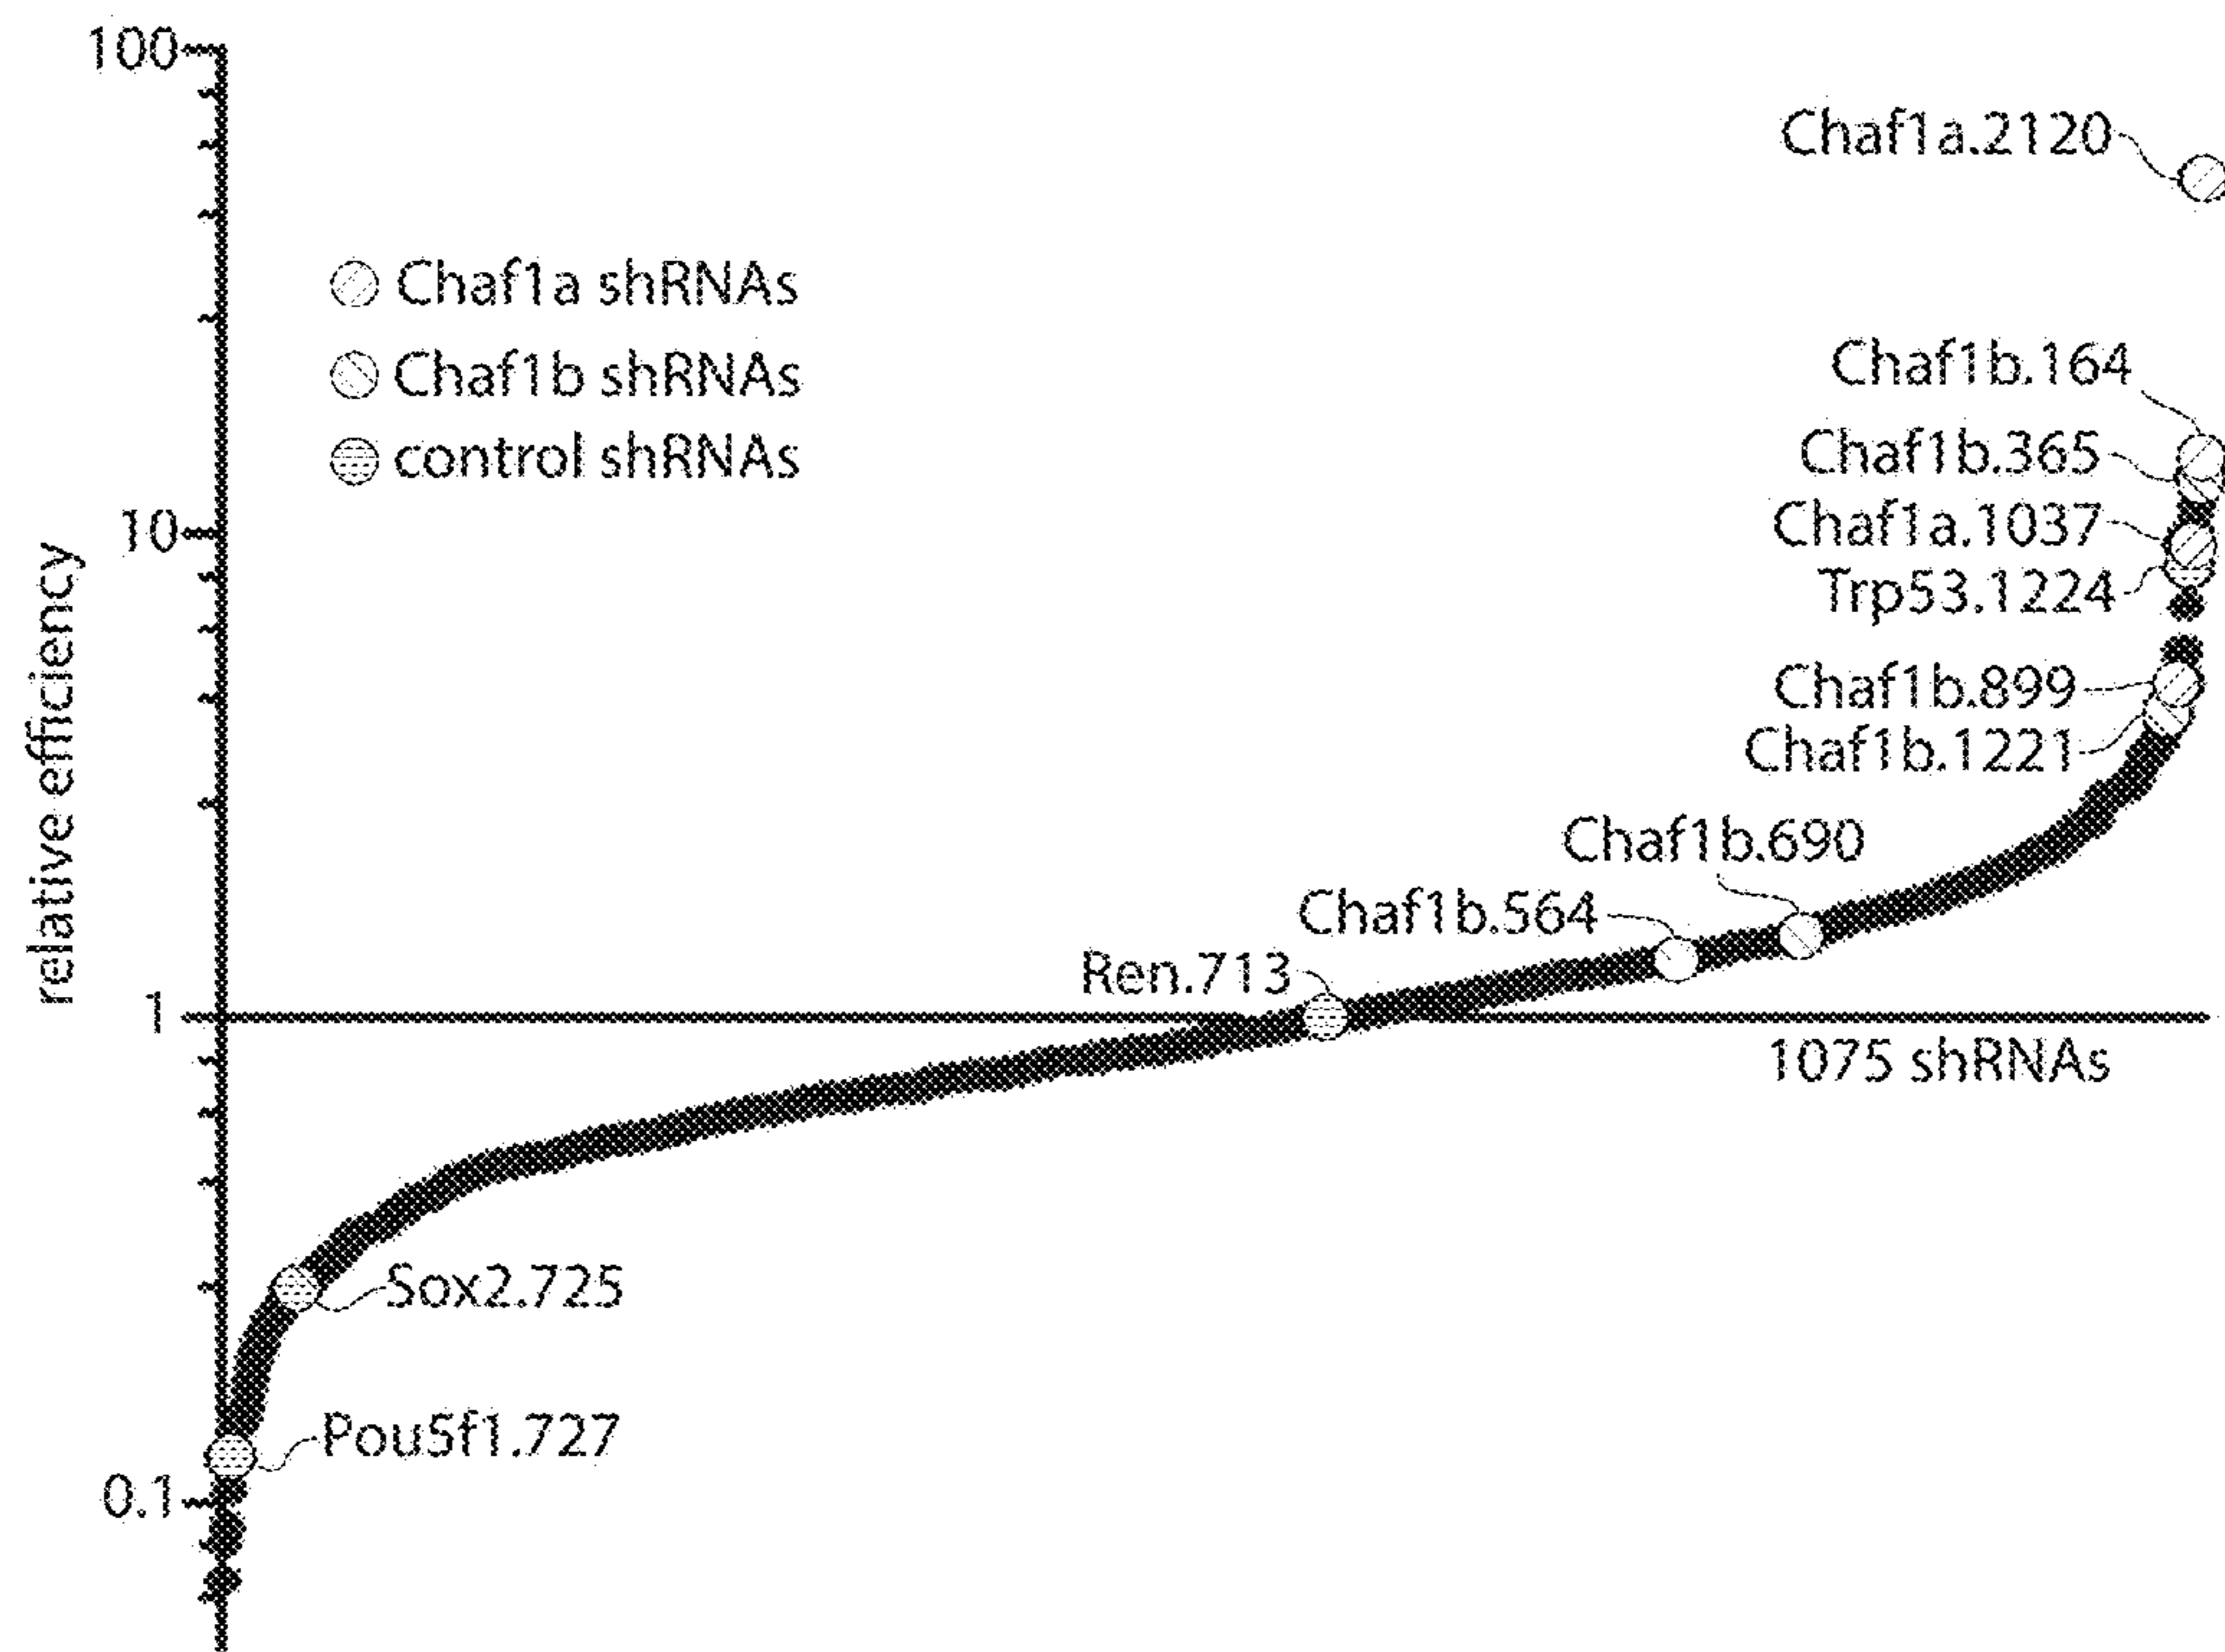 100
Chaf1a.2120
Chaf1a shRNAs
Chaf1b shRNAs
control shRNAs
Chaf1b.164
Chaf1b.365
10
Chaf1a.1037
Trp53.1224
relative efficiency
Chaf1b.899
Chaf1b.1221
Chaf1b.690
Chaf1b.564
Ren.713
1
1075 shRNAs
Sox2.725
Pou5f1.727
0.1